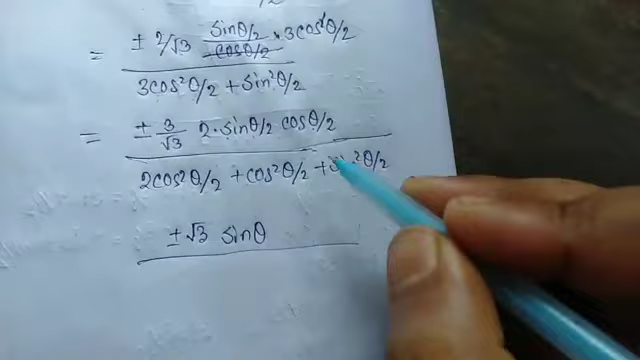 = ± 2/√3 sinθ/2 / cosθ/2 · 3cos²θ/2
3cos²θ/2 + sin²θ/2
= ± 3/√3 2·sinθ/2 cosθ/2
2cos²θ/2 + cos²θ/2 + sin²θ/2
±√3 sinθ